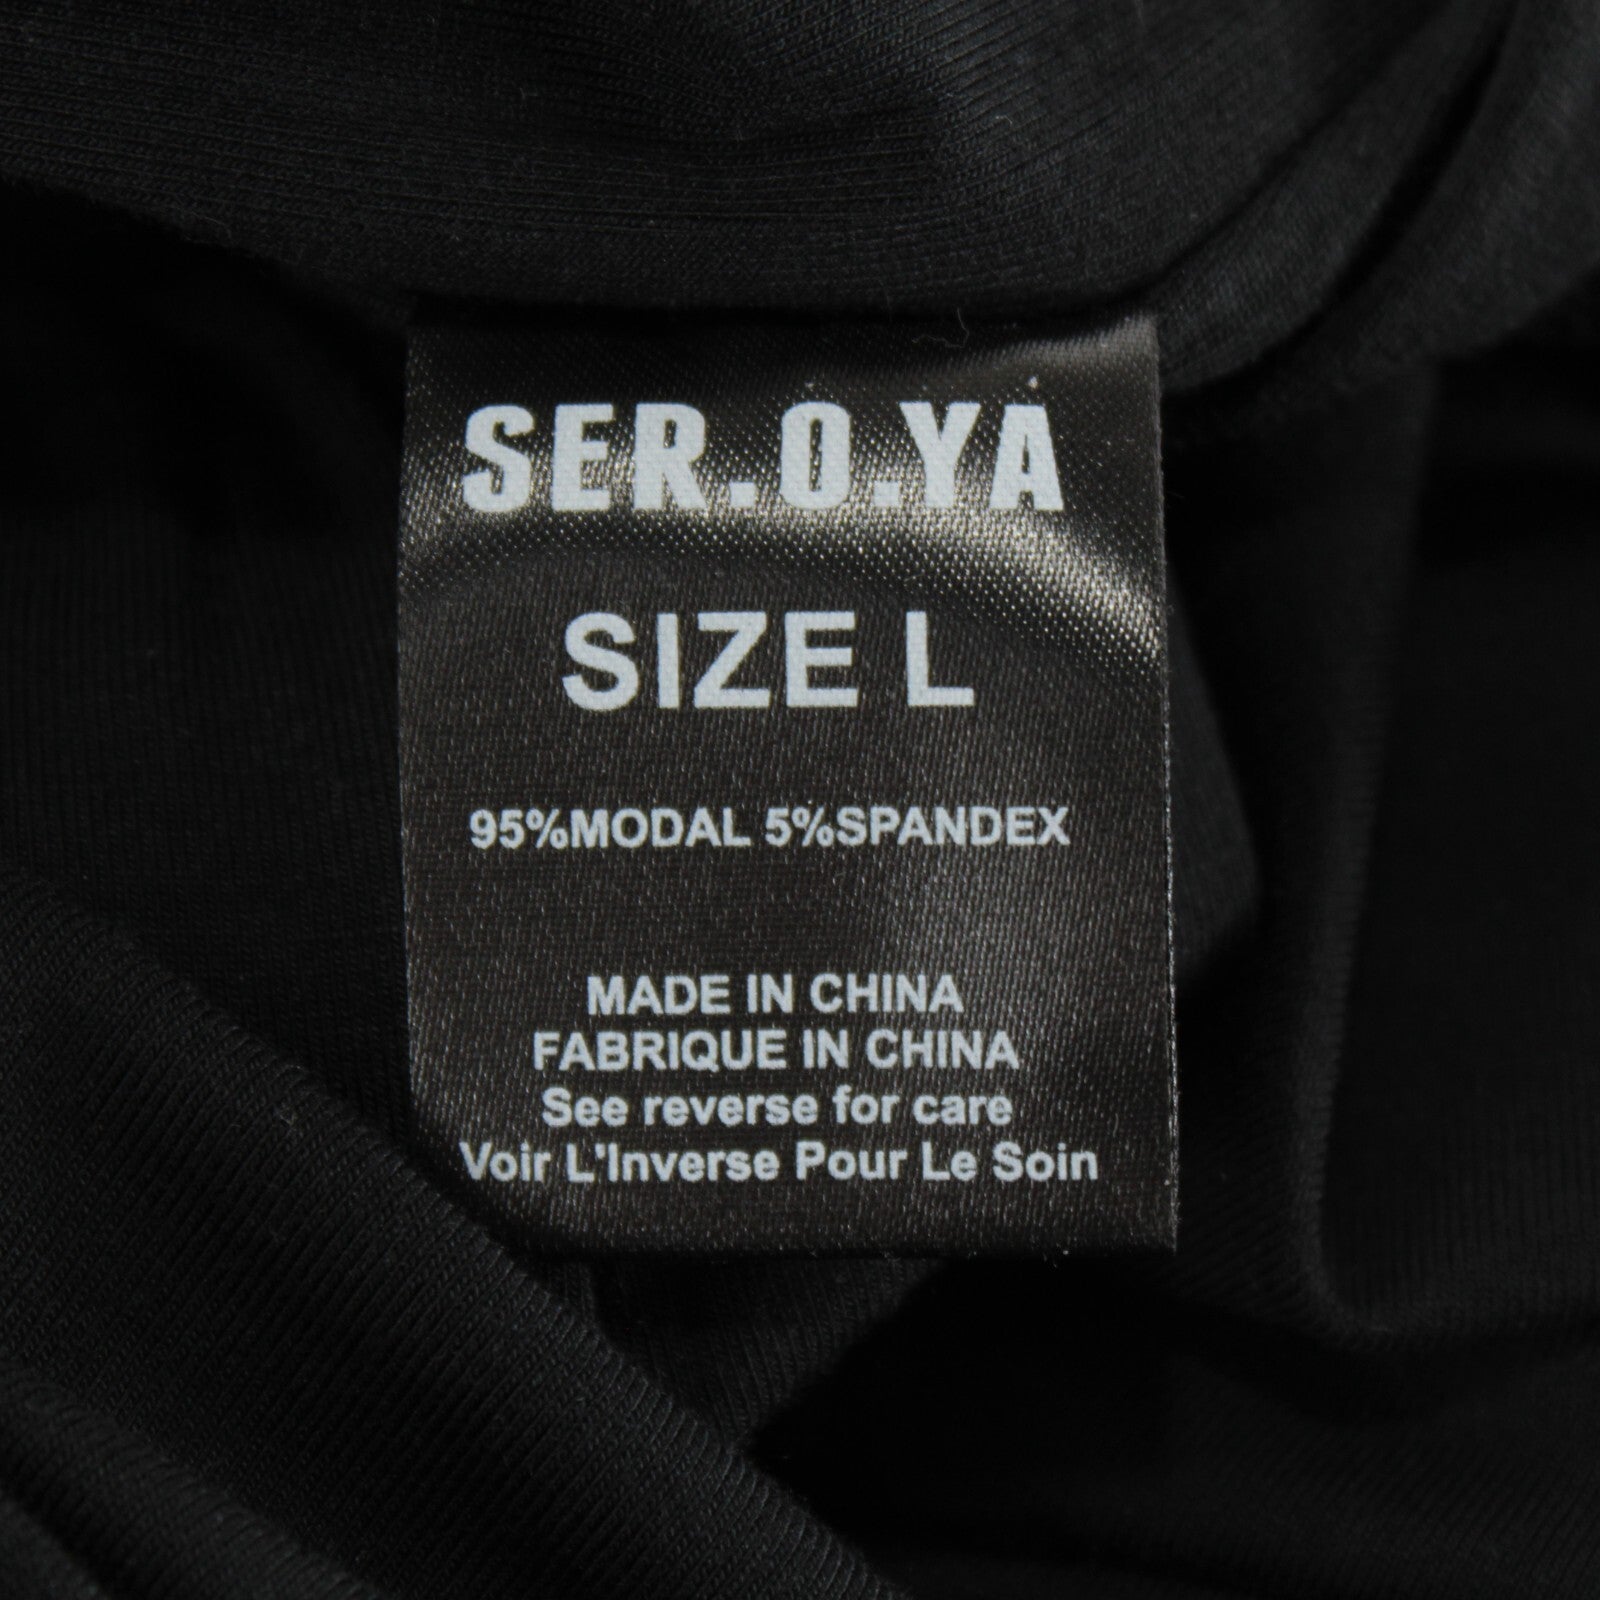 SER.O.YA
SIZE L
95%MODAL 5%SPANDEX
MADE IN CHINA
FABRIQUE IN CHINA
See reverse for care
Voir L'Inverse Pour Le Soin